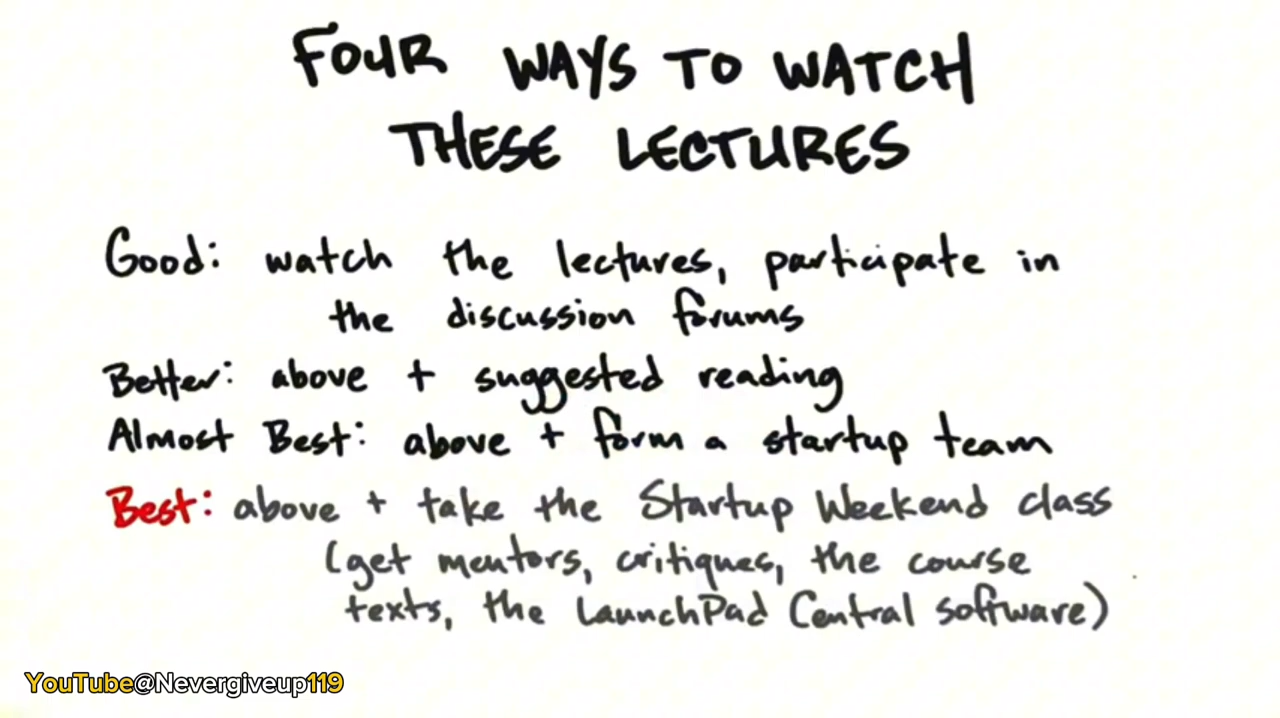 FOUR WAYS TO WATCH
THESE LECTURES
Good: watch the lectures, participate in
the discussion forums
Better: above + suggested reading
Almost Best: above + form a startup team
Best: above + take the Startup Weekend class
(get mentors, critiques, the course
texts, the LaunchPad Central software)
YouTube@Nevergiveup119